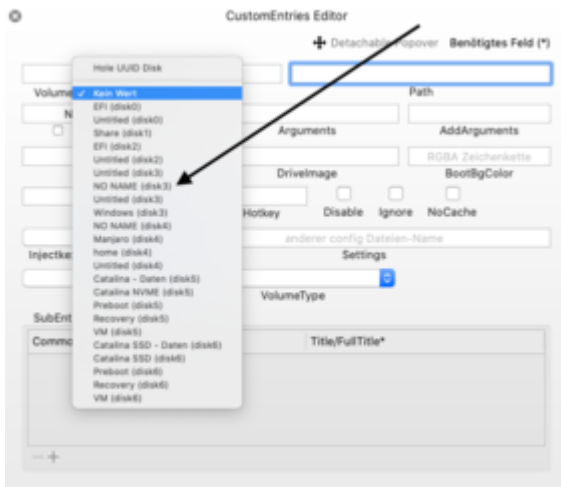 CustomEntries Editor
Detachable Popover Benötigtes Feld (*)
Hole UUID Disk
Volume Path
✓ Kein Wert
EFI (disk0)
Untitled (disk0)
Share (disk1)
Arguments AddArguments
EFI (disk2)
Untitled (disk2)
Untitled (disk3)
RGBA Zeichenkette
NO NAME (disk3)
DriveImage BootBgColor
Untitled (disk3)
Windows (disk3)
NO NAME (disk4)
Hotkey Disable Ignore NoCache
Manjaro (disk4)
home (disk4)
Untitled (disk4)
anderer config Dateien-Name
Injectke Settings
Catalina - Daten (disk5)
Catalina NVME (disk5)
Preboot (disk5)
VolumeType
Recovery (disk5)
VM (disk5)
SubEnt
Catalina SSD - Daten (disk6)
Catalina SSD (disk6)
Preboot (disk6)
Recovery (disk6)
VM (disk6)
Commo Title/FullTitle*